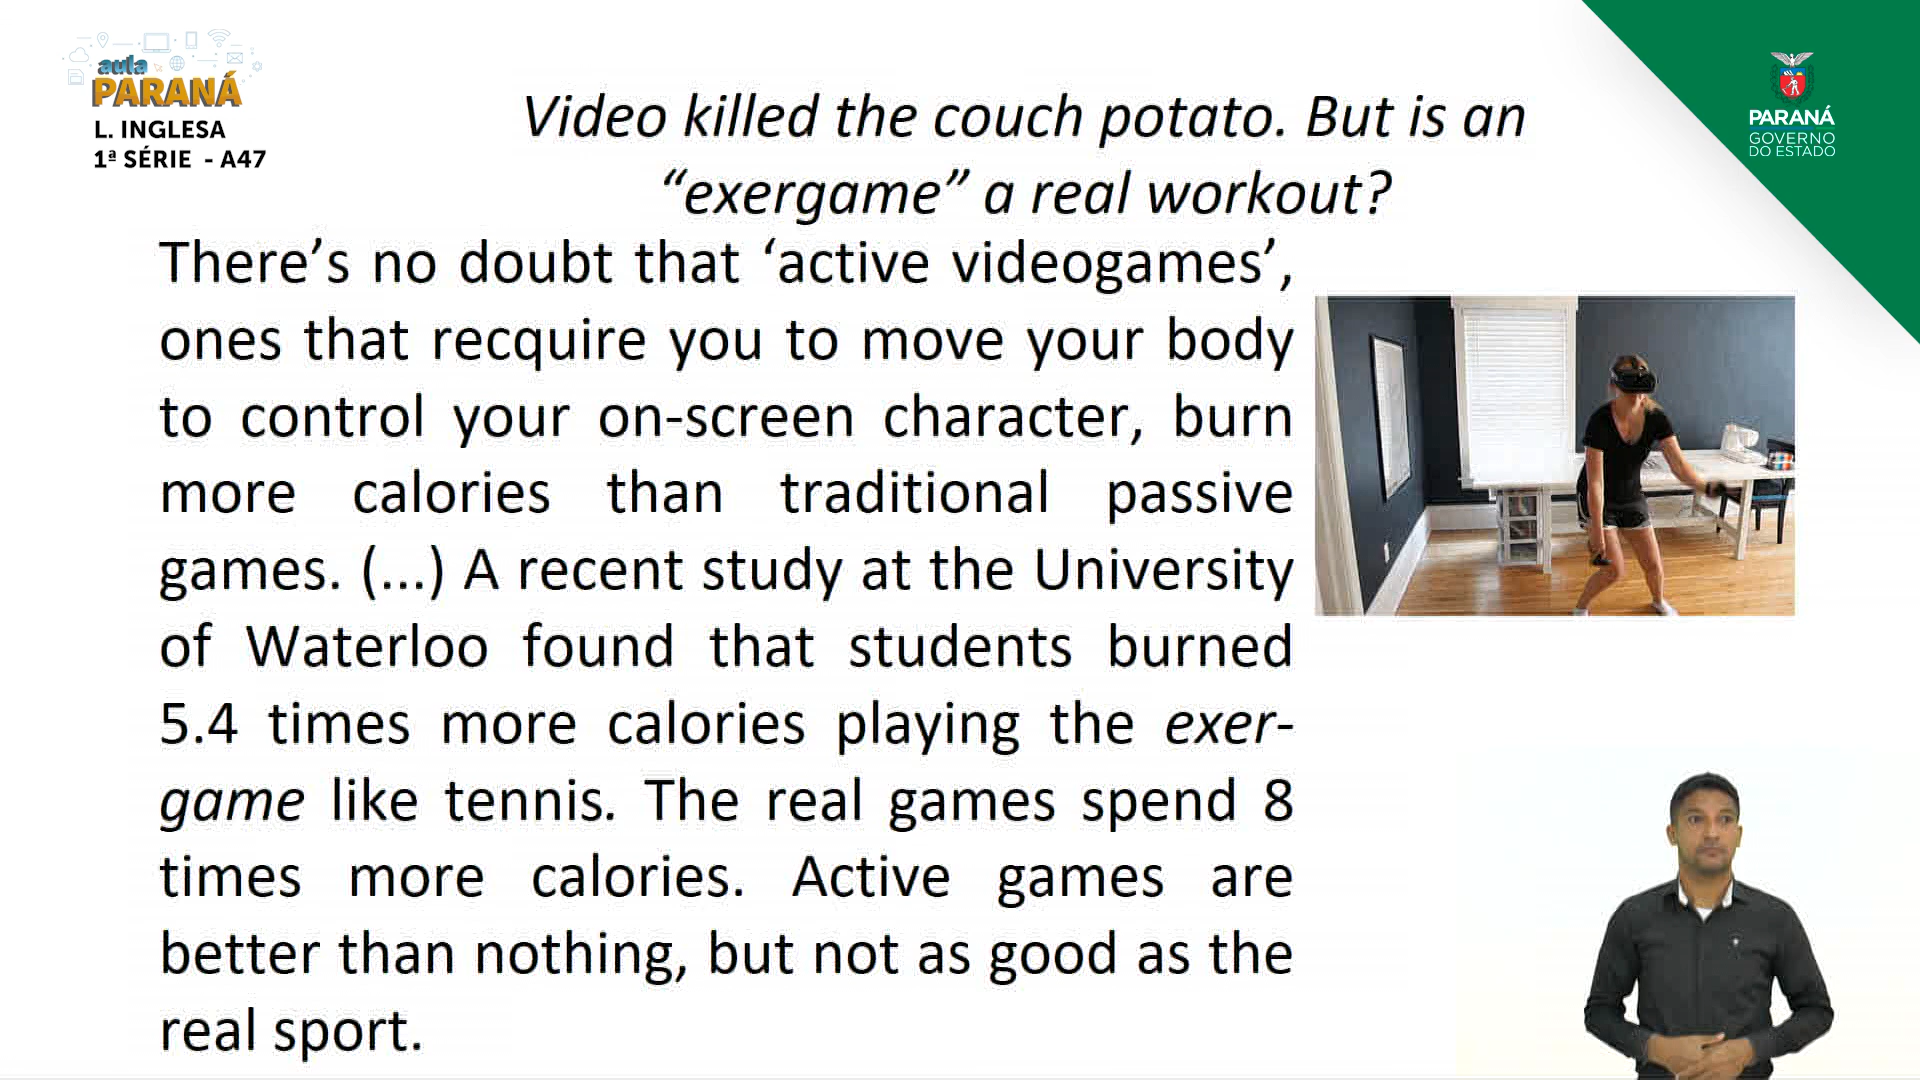 aula
PARANÁ
L. INGLESA
1ª SÉRIE - A47
PARANÁ
GOVERNO
DO ESTADO
Video killed the couch potato. But is an
“exergame” a real workout?
There’s no doubt that ‘active videogames’,
ones that recquire you to move your body
to control your on-screen character, burn
more calories than traditional passive
games. (...) A recent study at the University
of Waterloo found that students burned
5.4 times more calories playing the exer-
game like tennis. The real games spend 8
times more calories. Active games are
better than nothing, but not as good as the
real sport.